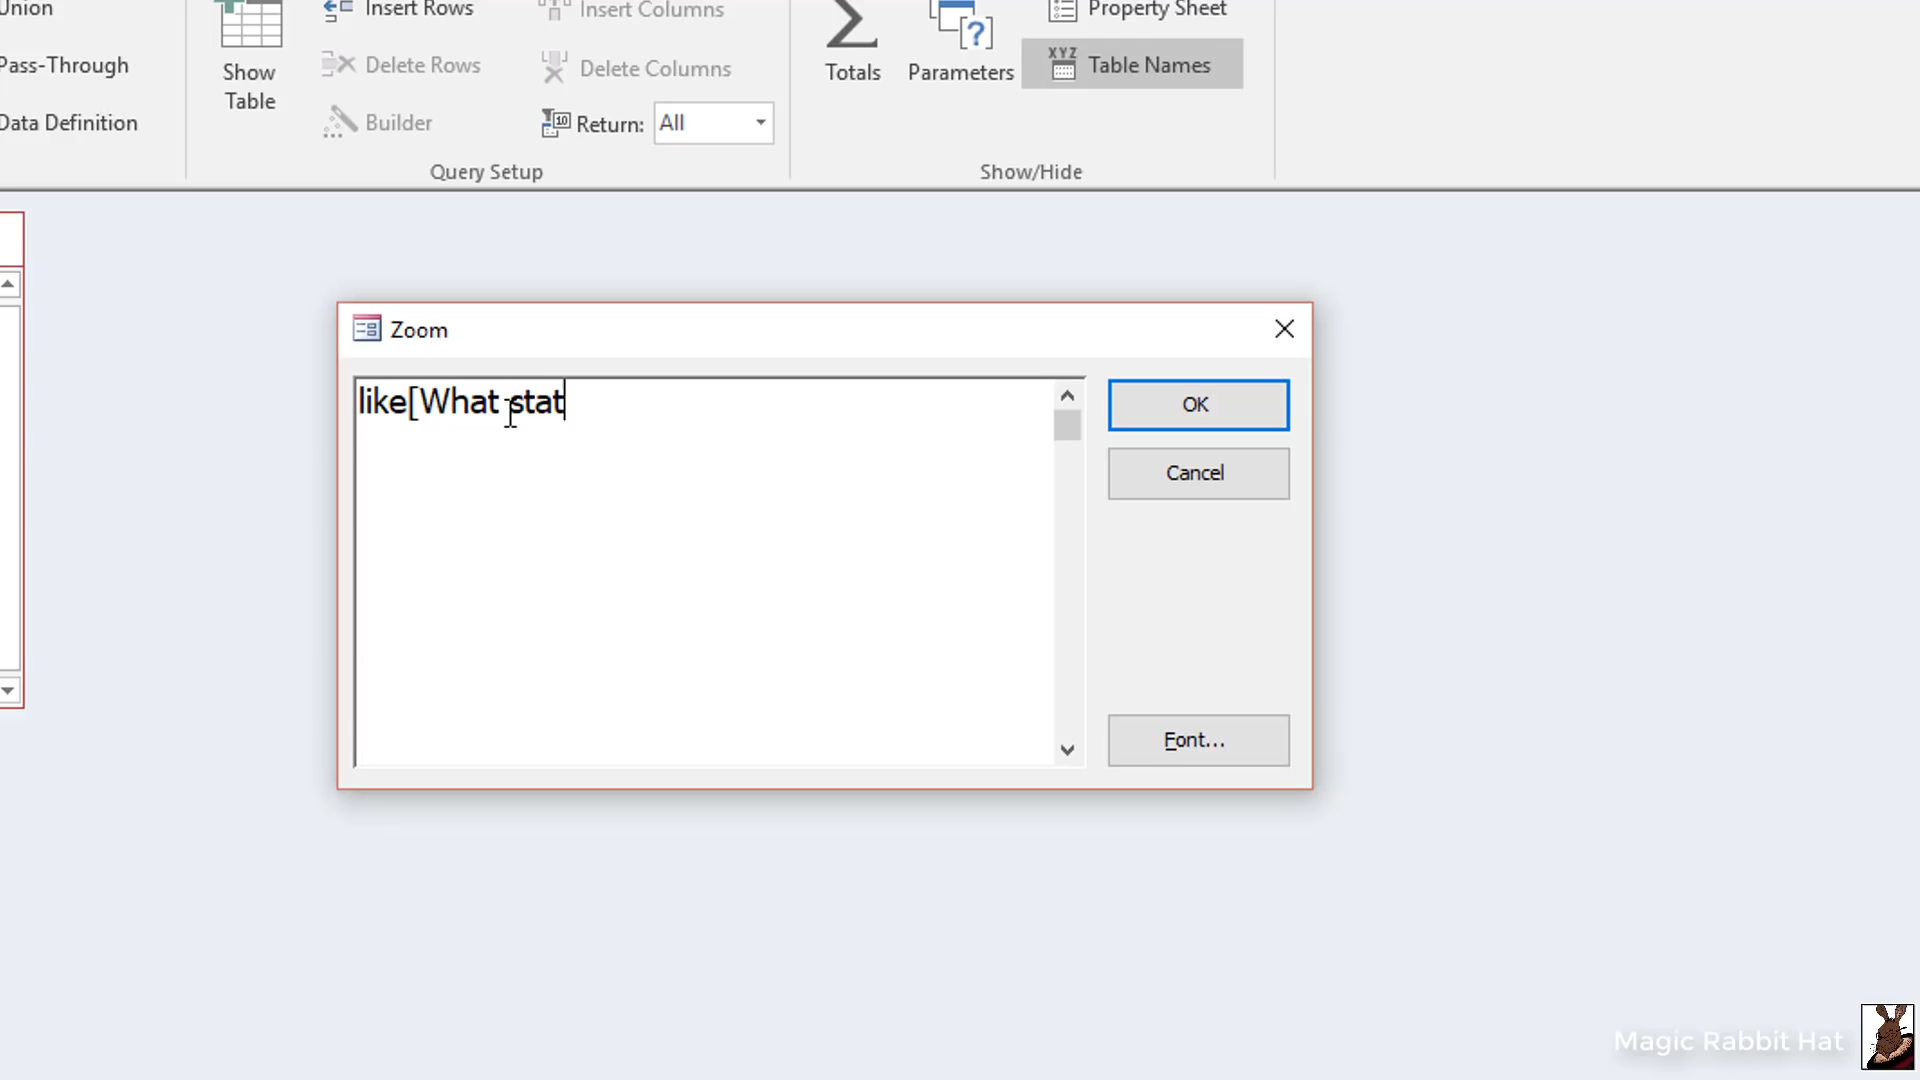 Union
Pass-Through
Data Definition
Show
Table
Insert Rows
Delete Rows
Builder
Insert Columns
Delete Columns
10
Return: All
Query Setup
Totals
?
Parameters
Property Sheet
XYZ
Table Names
Show/Hide
Zoom
like[What stat
OK
Cancel
Font...
Magic Rabbit Hat